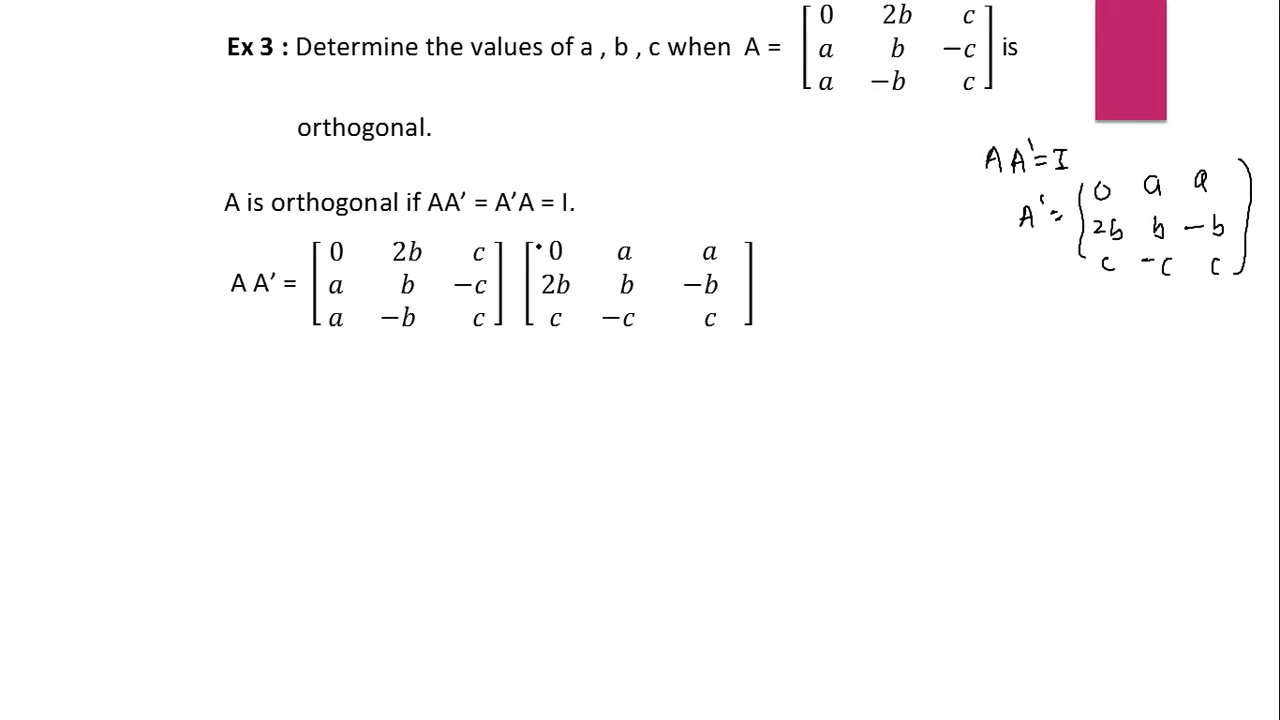 Ex 3 : Determine the values of a , b , c when A = [0 2b c
a b −c
a −b c] is
orthogonal.
A A' = I
A' = (0 a a
2b b −b
c −c c)
A is orthogonal if AA′ = A′A = I.
A A′ = [0 2b c
a b −c
a −b c] [0 a a
2b b −b
c −c c]